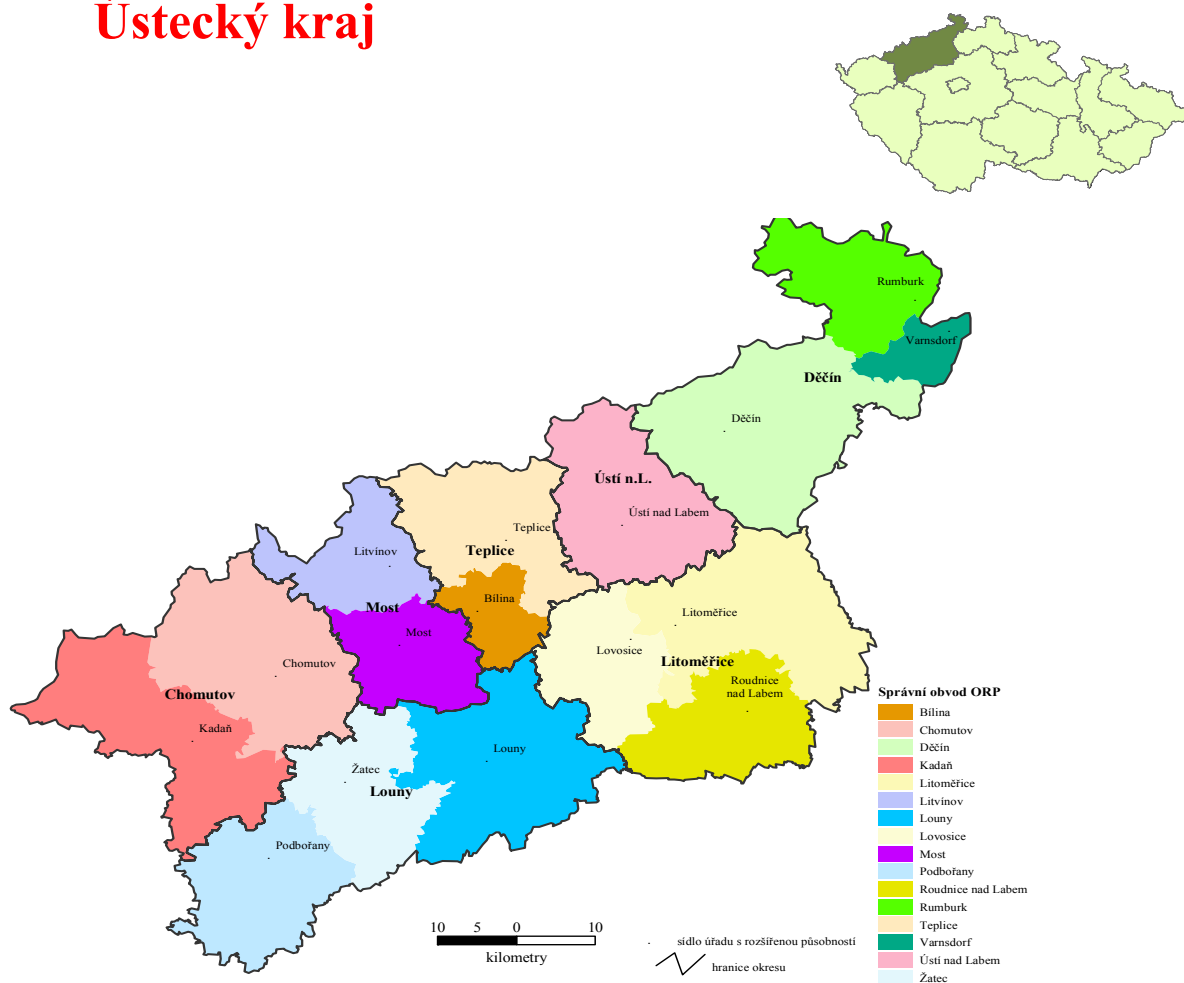 Ústecký kraj
Rumburk
Varnsdorf
Děčín
Děčín
Ústí n.L.
Ústí nad Labem
Teplice
Teplice
Litvínov
Bílina
Most
Most
Litoměřice
Lovosice
Litoměřice
Roudnice
nad Labem
Chomutov
Chomutov
Kadaň
Louny
Žatec
Louny
Podbořany
Správní obvod ORP
Bílina
Chomutov
Děčín
Kadaň
Litoměřice
Litvínov
Louny
Lovosice
Most
Podbořany
Roudnice nad Labem
Rumburk
Teplice
Varnsdorf
Ústí nad Labem
Žatec
10 5 0 10
kilometry
sídlo úřadu s rozšířenou působností
hranice okresu